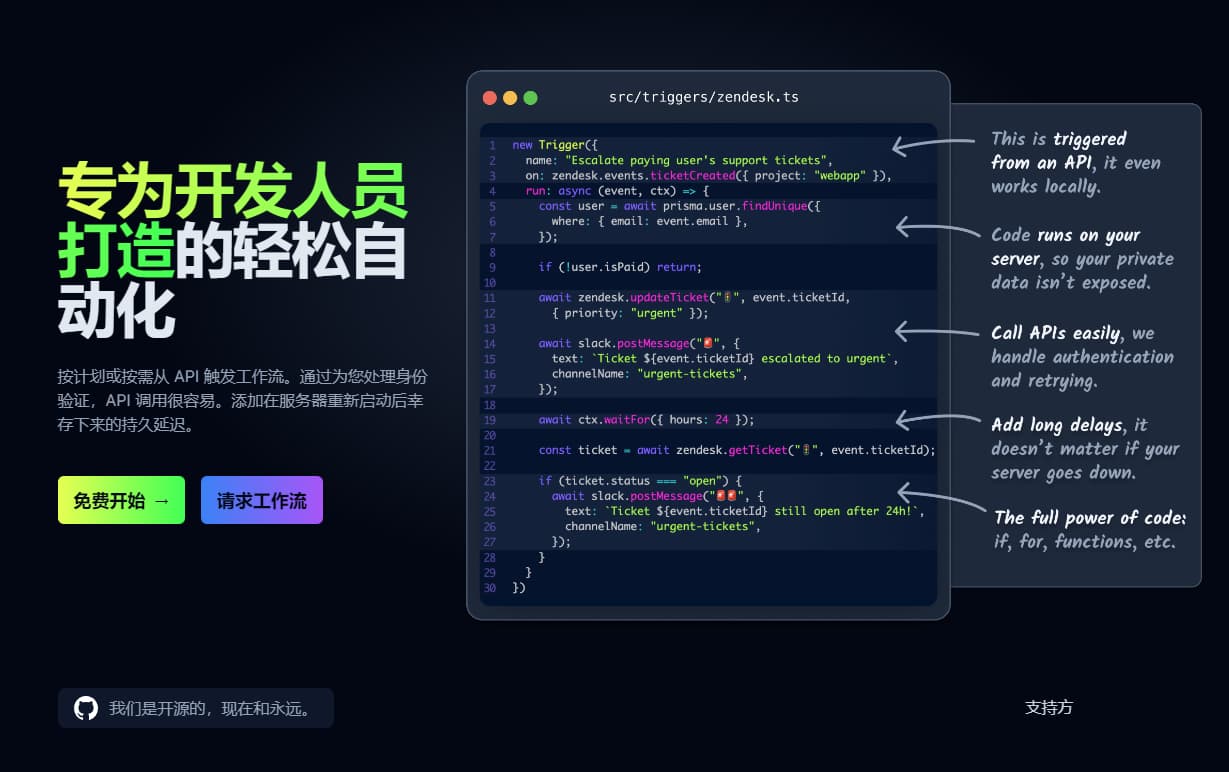 专为开发人员
打造的轻松自
动化
按计划或按需从 API 触发工作流。通过为您处理身份
验证，API 调用很容易。添加在服务器重新启动后幸
存下来的持久延迟。
免费开始 →
请求工作流
src/triggers/zendesk.ts
1 new Trigger({
2 name: "Escalate paying user's support tickets",
3 on: zendesk.events.ticketCreated({ project: "webapp" }),
4 run: async (event, ctx) => {
5 const user = await prisma.user.findUnique({
6 where: { email: event.email },
7 });
8
9 if (!user.isPaid) return;
10
11 await zendesk.updateTicket("🚦", event.ticketId,
12 { priority: "urgent" });
13
14 await slack.postMessage("🚨", {
15 text: `Ticket ${event.ticketId} escalated to urgent`,
16 channelName: "urgent-tickets",
17 });
18
19 await ctx.waitFor({ hours: 24 });
20
21 const ticket = await zendesk.getTicket("🚦", event.ticketId);
22
23 if (ticket.status === "open") {
24 await slack.postMessage("🚨🚨", {
25 text: `Ticket ${event.ticketId} still open after 24h!`,
26 channelName: "urgent-tickets",
27 });
28 }
29 }
30 })
This is triggered
from an API, it even
works locally.
Code runs on your
server, so your private
data isn't exposed.
Call APIs easily, we
handle authentication
and retrying.
Add long delays, it
doesn't matter if your
server goes down.
The full power of code:
if, for, functions, etc.
我们是开源的，现在和永远。
支持方